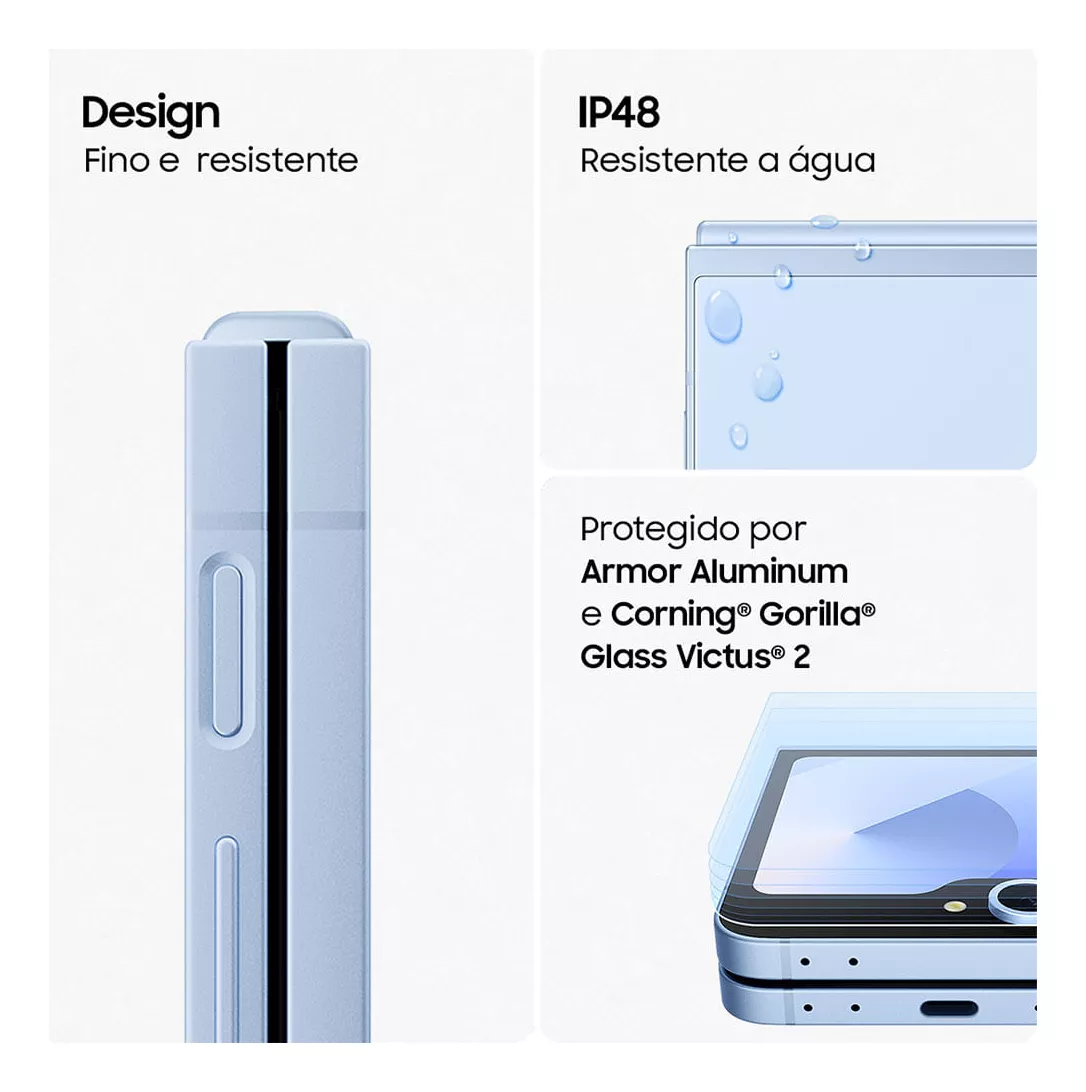 Design
Fino e resistente
IP48
Resistente a água
Protegido por
Armor Aluminum
e Corning® Gorilla®
Glass Victus® 2